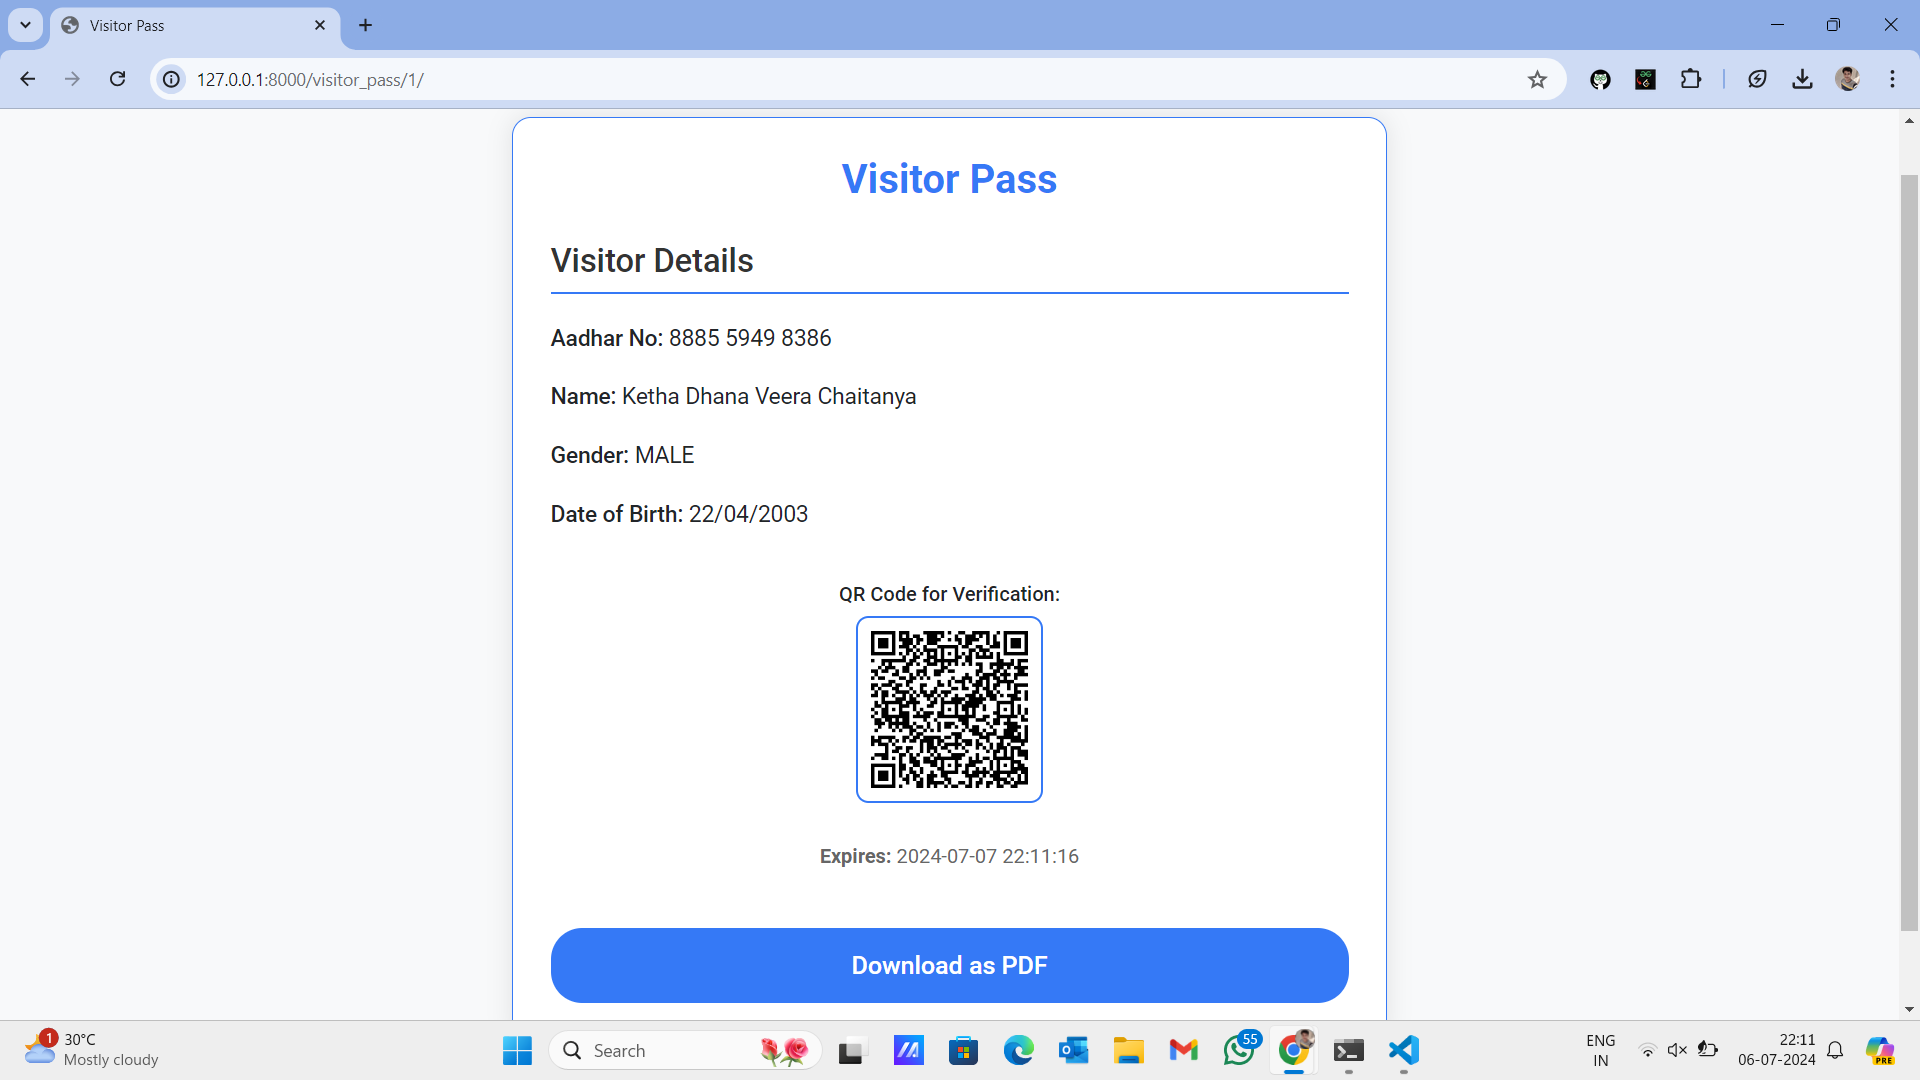 Visitor Pass
127.0.0.1:8000/visitor_pass/1/
Visitor Pass
Visitor Details
Aadhar No: 8885 5949 8386
Name: Ketha Dhana Veera Chaitanya
Gender: MALE
Date of Birth: 22/04/2003
QR Code for Verification:
Expires: 2024-07-07 22:11:16
Download as PDF
1
30°C
Mostly cloudy
Search
55
ENG
IN
22:11
06-07-2024
PRE